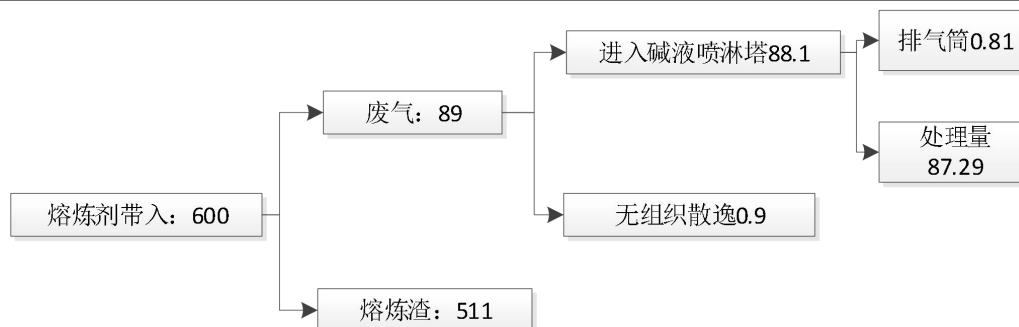 进入碱液喷淋塔88.1
排气筒0.81
废气：89
处理量
87.29
熔炼剂带入：600
无组织散逸0.9
熔炼渣：511